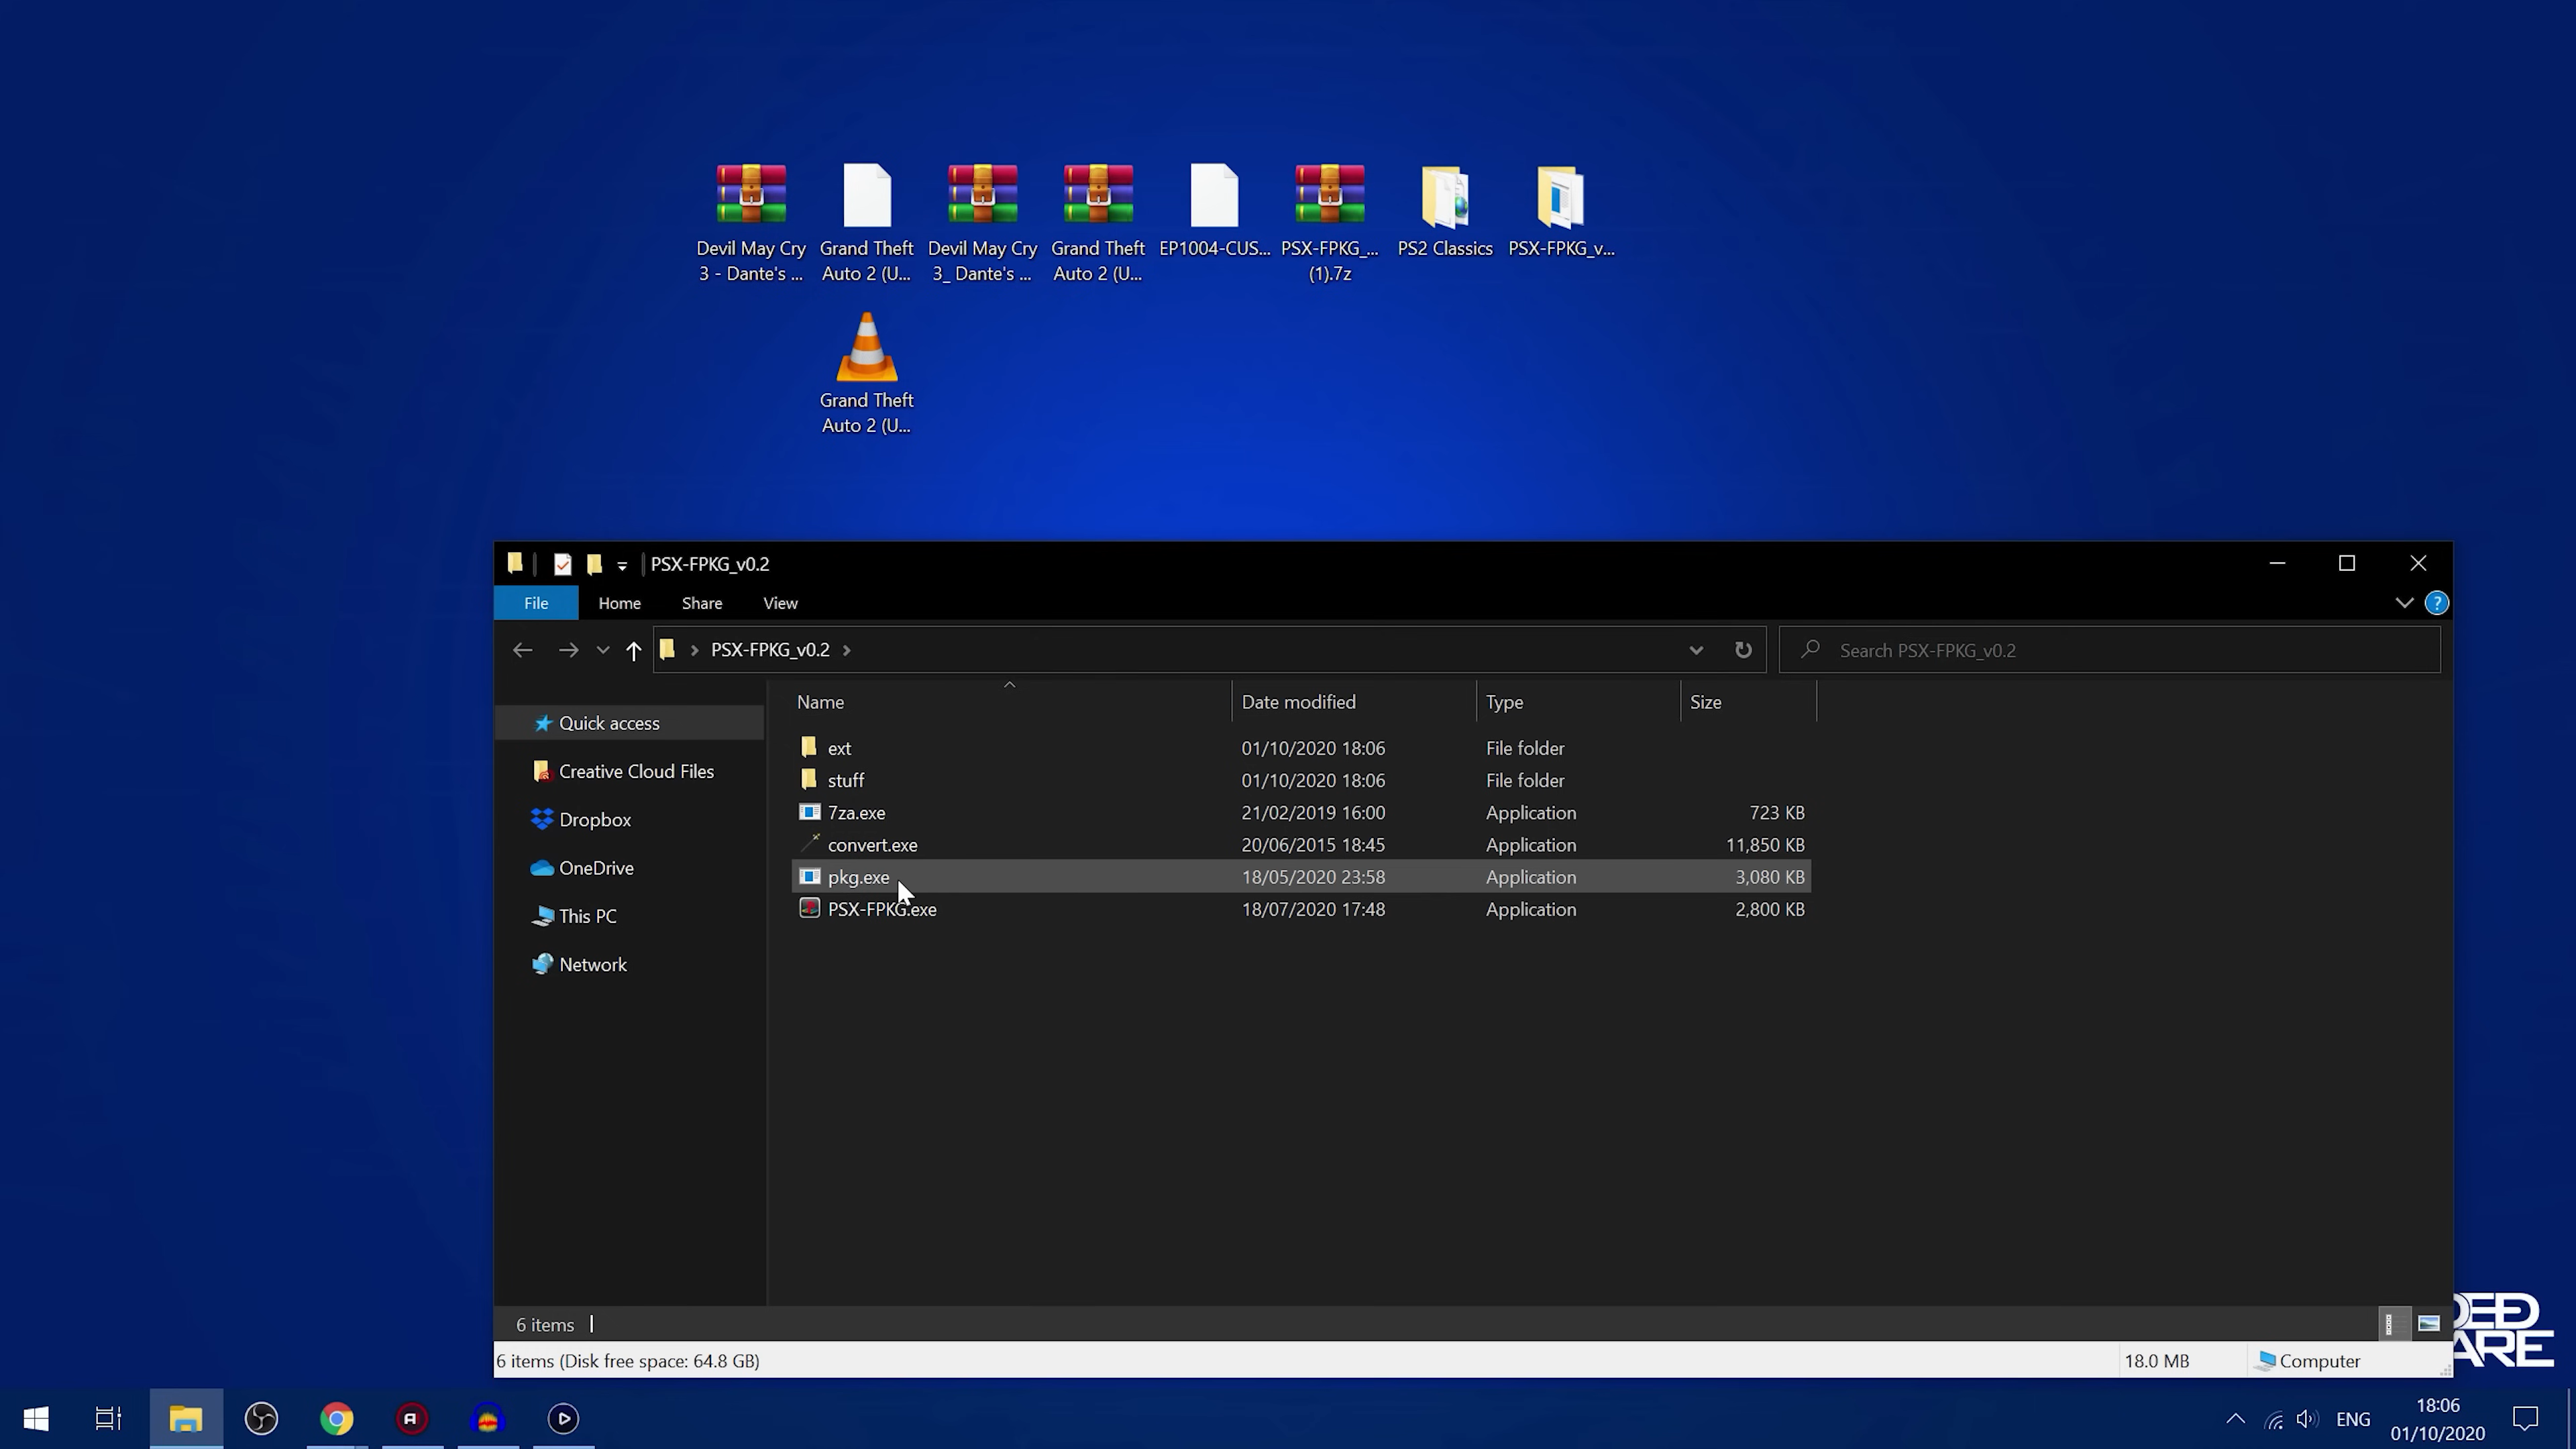 Devil May Cry
3 - Dante's ...
Grand Theft
Auto 2 (U...
Devil May Cry
3_ Dante's ...
Grand Theft
Auto 2 (U...
EP1004-CUS...
PSX-FPKG_...
(1).7z
PS2 Classics
PSX-FPKG_v...
Grand Theft
Auto 2 (U...
PSX-FPKG_v0.2
File Home Share View
PSX-FPKG_v0.2
Search PSX-FPKG_v0.2
Name Date modified Type Size
Quick access
Creative Cloud Files
Dropbox
OneDrive
This PC
Network
ext 01/10/2020 18:06 File folder
stuff 01/10/2020 18:06 File folder
7za.exe 21/02/2019 16:00 Application 723 KB
convert.exe 20/06/2015 18:45 Application 11,850 KB
pkg.exe 18/05/2020 23:58 Application 3,080 KB
PSX-FPKG.exe 18/07/2020 17:48 Application 2,800 KB
6 items
6 items (Disk free space: 64.8 GB) 18.0 MB Computer
ENG
18:06
01/10/2020